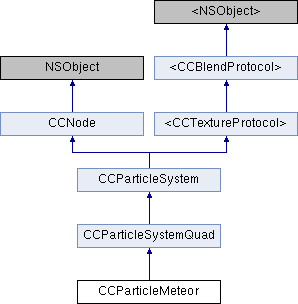 <NSObject>
NSObject
<CCBlendProtocol>
CCNode
<CCTextureProtocol>
CCParticleSystem
CCParticleSystemQuad
CCParticleMeteor